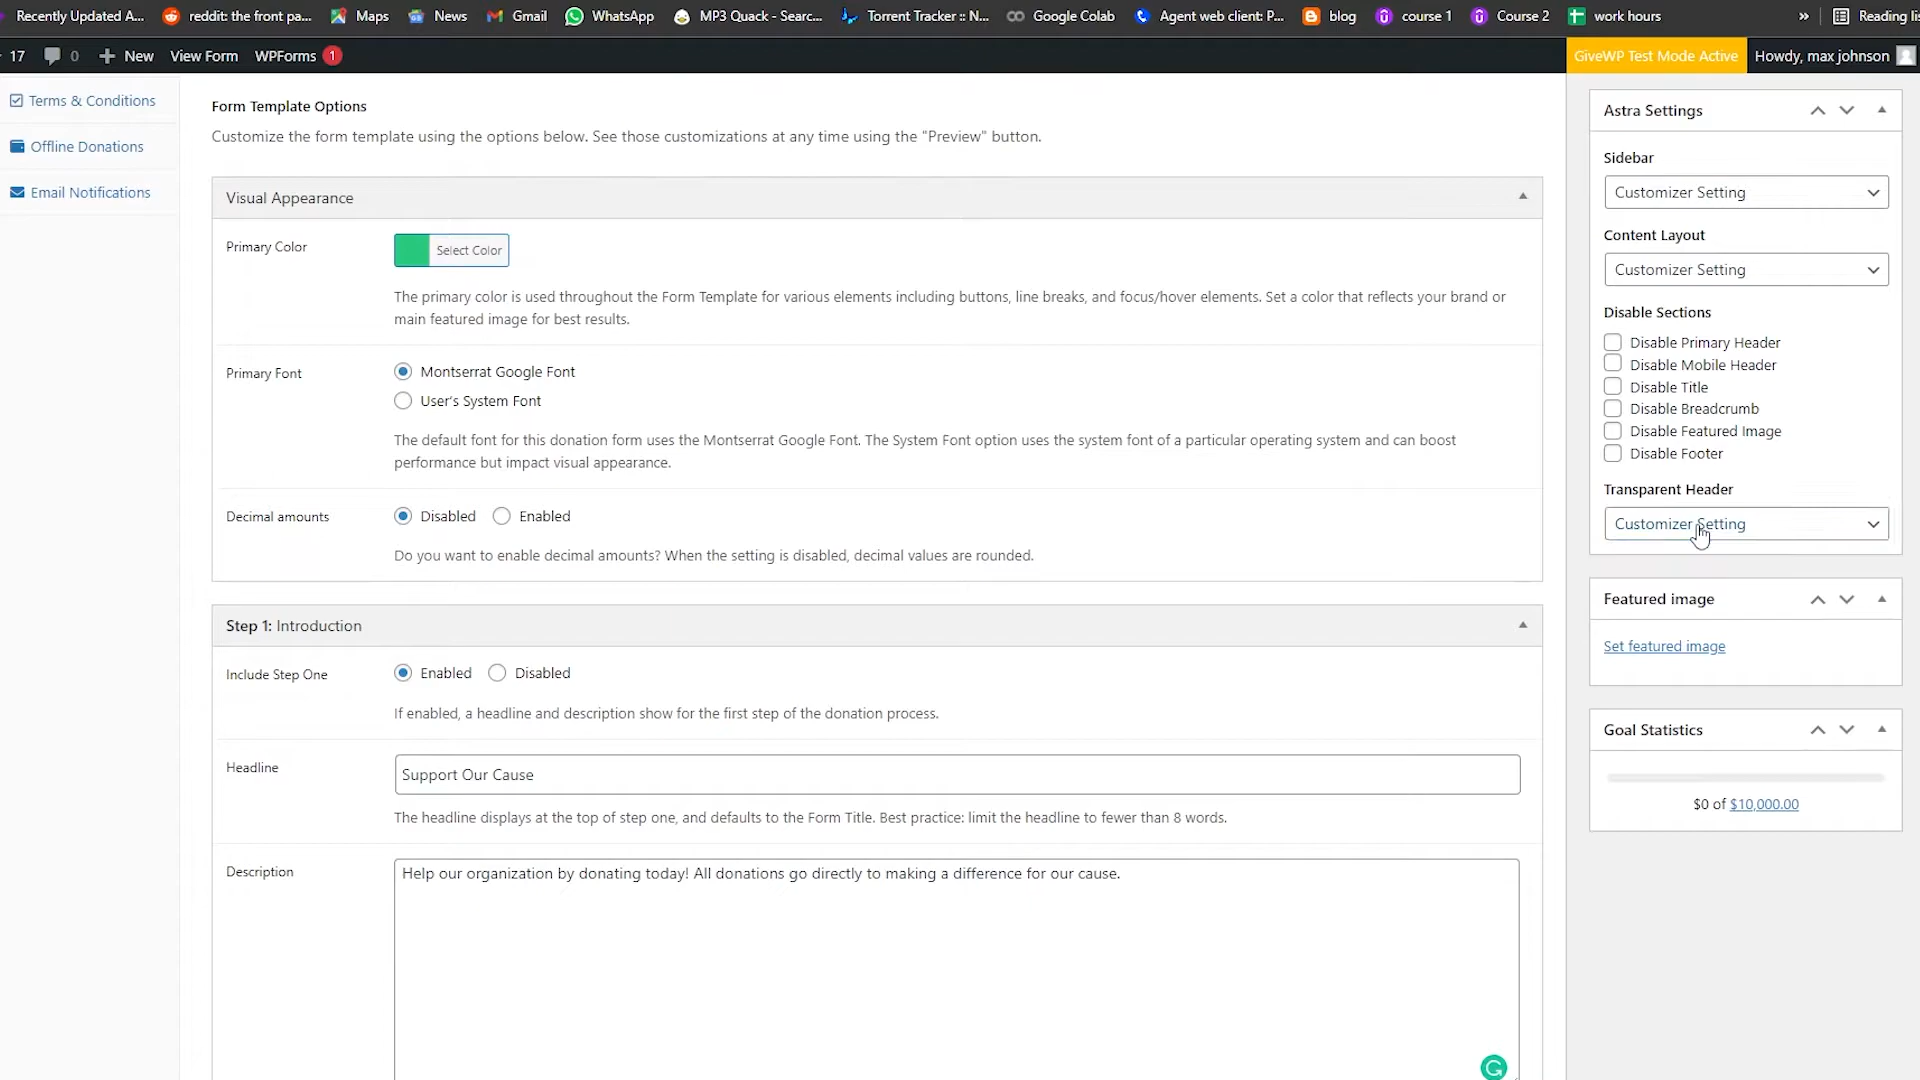 Recently Updated A...
reddit: the front pa...
Maps
News
Gmail
WhatsApp
MP3 Quack - Searc...
Torrent Tracker :: N...
Google Colab
Agent web client: P...
blog
course 1
Course 2
work hours
»
Reading lis
17
0
New
View Form
WPForms 1
GiveWP Test Mode Active
Howdy, max johnson
Terms & Conditions
Offline Donations
Email Notifications
Form Template Options
Customize the form template using the options below. See those customizations at any time using the "Preview" button.
Visual Appearance
Primary Color
Select Color
The primary color is used throughout the Form Template for various elements including buttons, line breaks, and focus/hover elements. Set a color that reflects your brand or
main featured image for best results.
Primary Font
Montserrat Google Font
User's System Font
The default font for this donation form uses the Montserrat Google Font. The System Font option uses the system font of a particular operating system and can boost
performance but impact visual appearance.
Decimal amounts
Disabled
Enabled
Do you want to enable decimal amounts? When the setting is disabled, decimal values are rounded.
Step 1: Introduction
Include Step One
Enabled
Disabled
If enabled, a headline and description show for the first step of the donation process.
Headline
Support Our Cause
The headline displays at the top of step one, and defaults to the Form Title. Best practice: limit the headline to fewer than 8 words.
Description
Help our organization by donating today! All donations go directly to making a difference for our cause.
Astra Settings
Sidebar
Customizer Setting
Content Layout
Customizer Setting
Disable Sections
Disable Primary Header
Disable Mobile Header
Disable Title
Disable Breadcrumb
Disable Featured Image
Disable Footer
Transparent Header
Customizer Setting
Featured image
Set featured image
Goal Statistics
$0 of $10,000.00